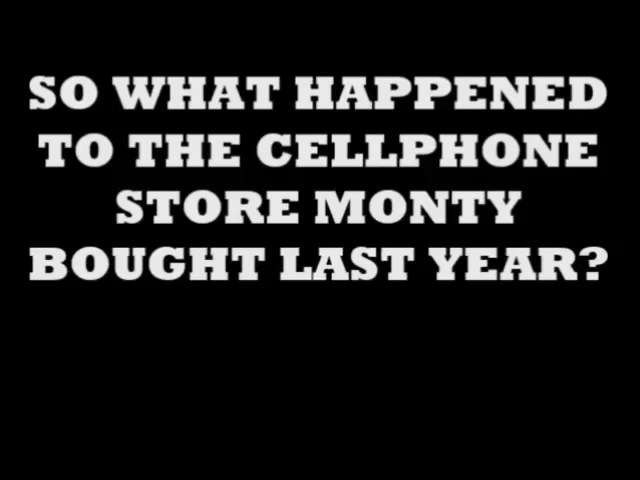 SO WHAT HAPPENED
TO THE CELLPHONE
STORE MONTY
BOUGHT LAST YEAR?